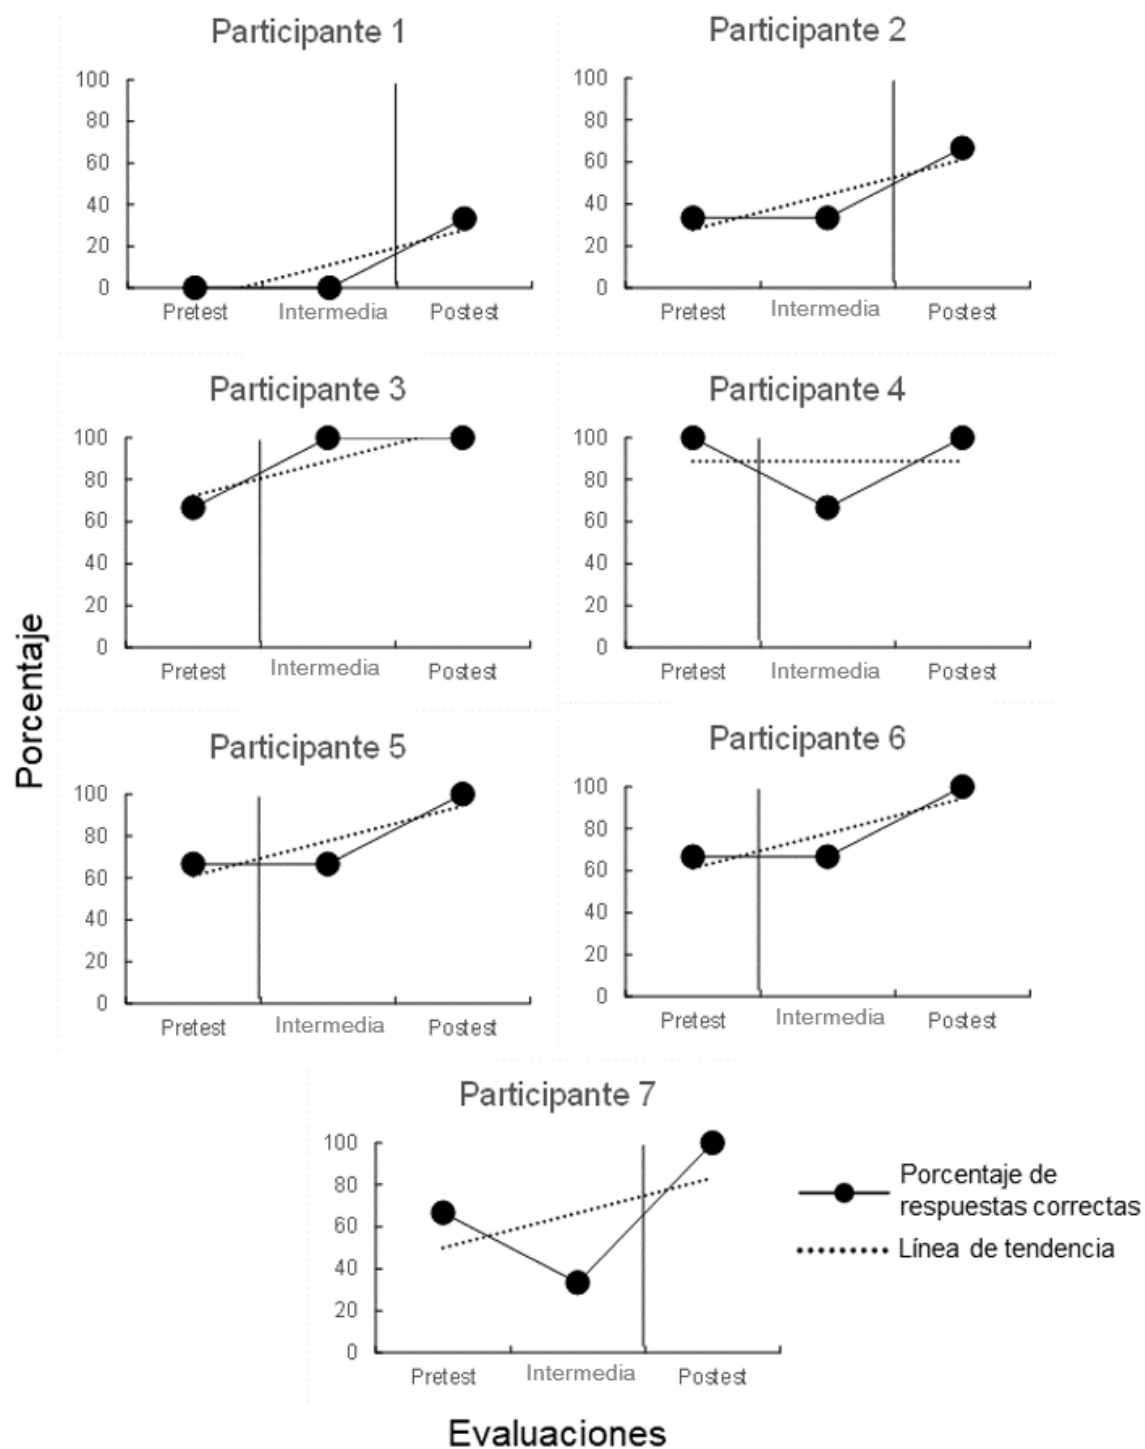 Participante 1
100
80
60
40
20
0
Pretest Intermedia Postest
Participante 2
100
80
60
40
20
0
Pretest Intermedia Postest
Participante 3
100
80
60
40
20
0
Pretest Intermedia Postest
Participante 4
100
80
60
40
20
0
Pretest Intermedia Postest
Porcentaje
Participante 5
100
80
60
40
20
0
Pretest Intermedia Postest
Participante 6
100
80
60
40
20
0
Pretest Intermedia Postest
Participante 7
100
80
60
40
20
0
Pretest Intermedia Postest
Porcentaje de
respuestas correctas
Línea de tendencia
Evaluaciones